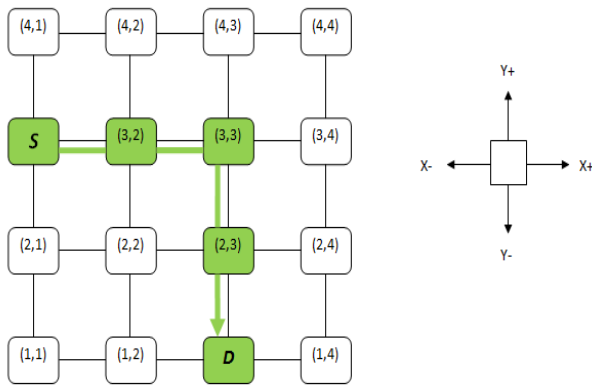 (4,1) (4,2) (4,3) (4,4)
Y+
S (3,2) (3,3) (3,4)
X- X+
(2,1) (2,2) (2,3) (2,4)
Y-
(1,1) (1,2) D (1,4)